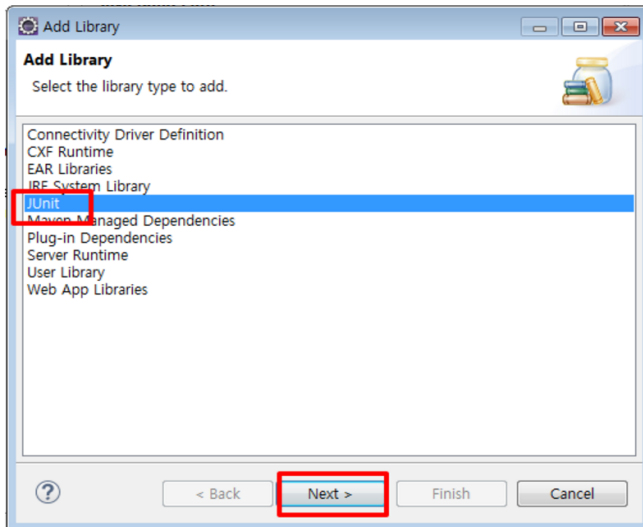 Add Library
Add Library
Select the library type to add.
Connectivity Driver Definition
CXF Runtime
EAR Libraries
JRE System Library
JUnit
Maven Managed Dependencies
Plug-in Dependencies
Server Runtime
User Library
Web App Libraries
?
< Back Next > Finish Cancel